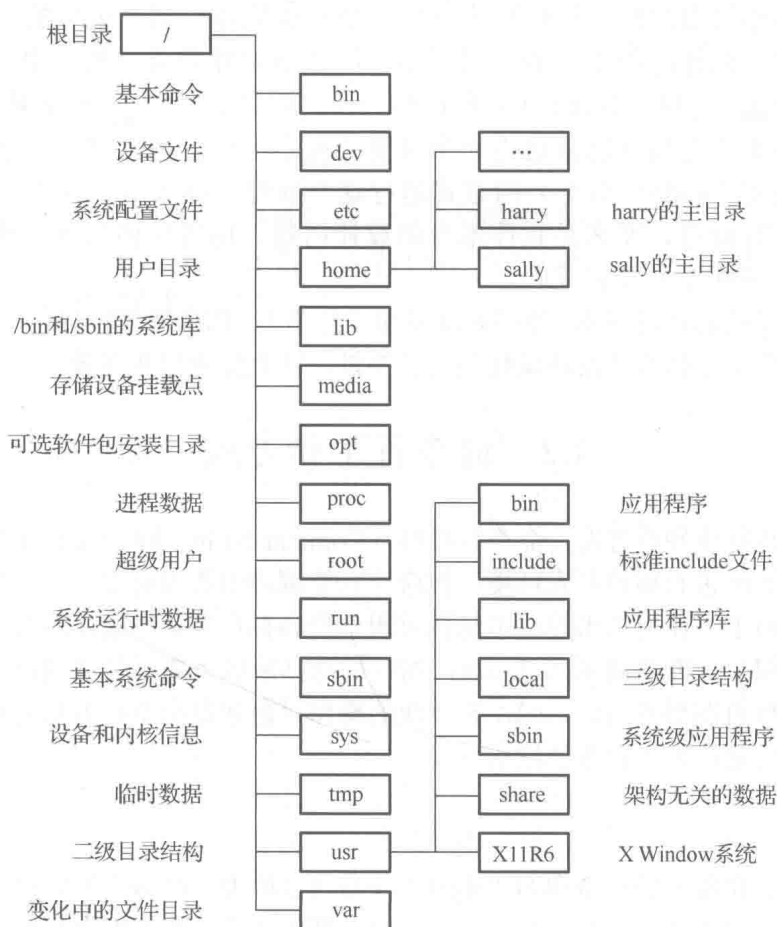 根目录 /
基本命令 bin
设备文件 dev …
系统配置文件 etc harry harry的主目录
用户目录 home sally sally的主目录
/bin和/sbin的系统库 lib
存储设备挂载点 media
可选软件包安装目录 opt
进程数据 proc bin 应用程序
超级用户 root include 标准include文件
系统运行时数据 run lib 应用程序库
基本系统命令 sbin local 三级目录结构
设备和内核信息 sys sbin 系统级应用程序
临时数据 tmp share 架构无关的数据
二级目录结构 usr X11R6 X Window系统
变化中的文件目录 var